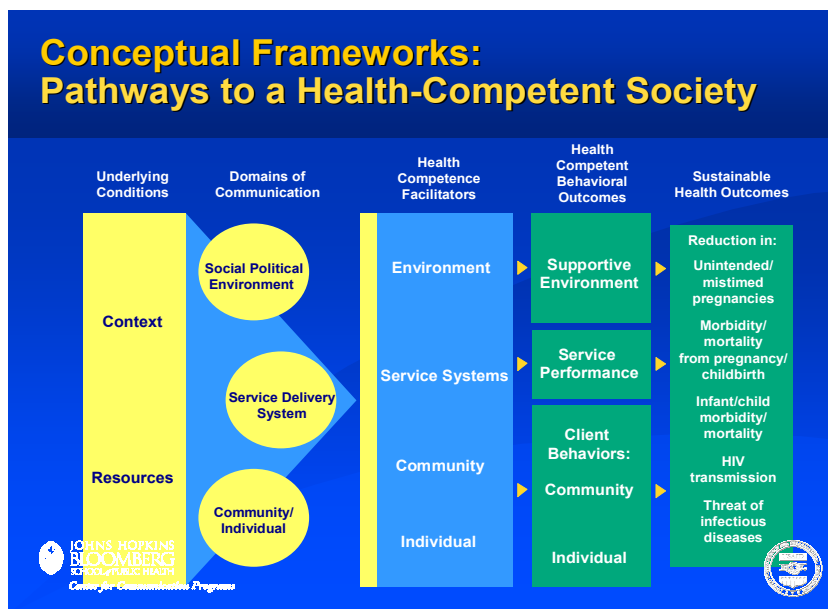 Conceptual Frameworks:
Pathways to a Health-Competent Society
Underlying
Conditions
Domains of
Communication
Health
Competence
Facilitators
Health
Competent
Behavioral
Outcomes
Sustainable
Health Outcomes
Context
Resources
Social Political
Environment
Service Delivery
System
Community/
Individual
Environment
Service Systems
Community
Individual
Supportive
Environment
Service
Performance
Client
Behaviors:
Community
Individual
Reduction in:
Unintended/
mistimed
pregnancies
Morbidity/
mortality
from pregnancy/
childbirth
Infant/child
morbidity/
mortality
HIV
transmission
Threat of
infectious
diseases
JOHNS HOPKINS
BLOOMBERG
SCHOOL of PUBLIC HEALTH
Center for Communication Programs